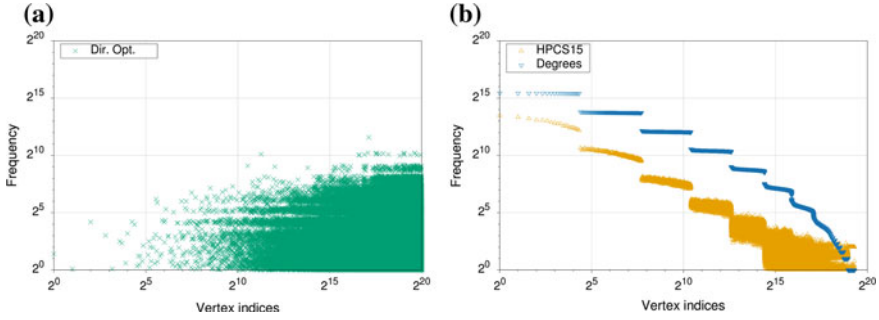 (a)
2^20
2^15
2^10
2^5
2^0
Frequency
Dir. Opt.
2^0 2^5 2^10 2^15 2^20
Vertex indices
(b)
2^20
2^15
2^10
2^5
2^0
Frequency
HPCS15
Degrees
2^0 2^5 2^10 2^15 2^20
Vertex indices